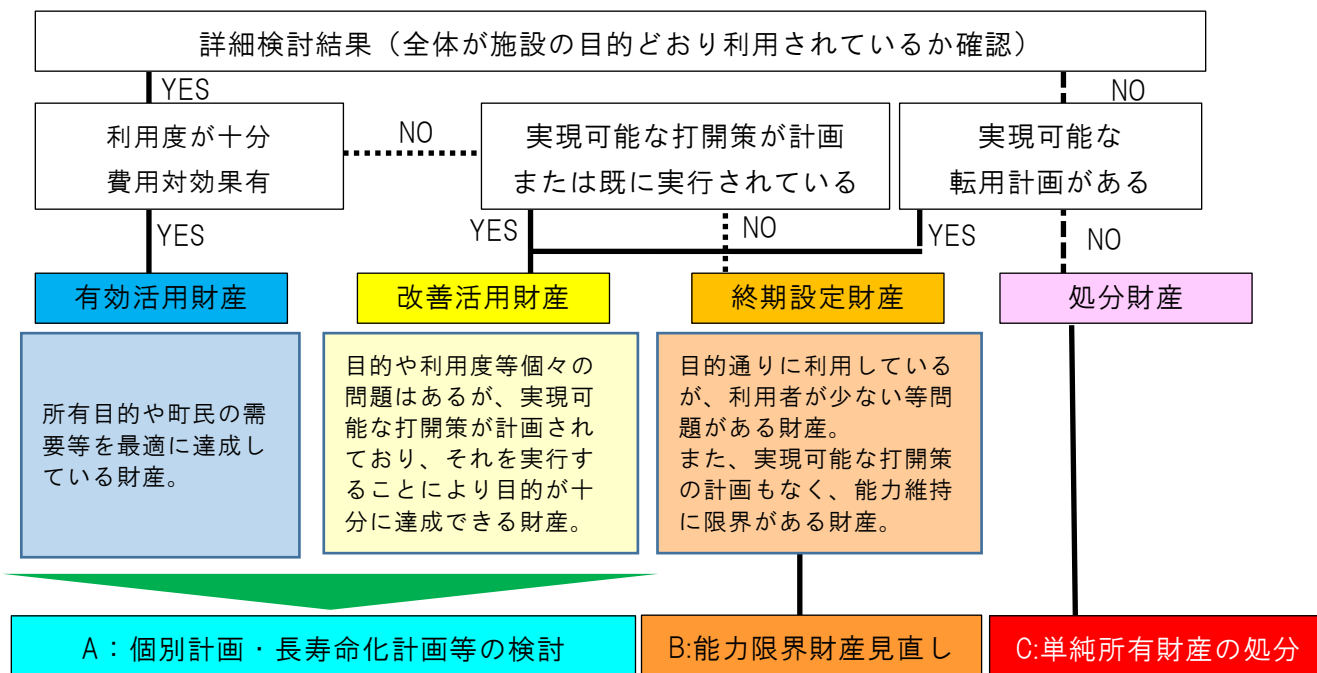 詳細検討結果（全体が施設の目的どおり利用されているか確認）
YES
NO
利用度が十分
費用対効果有
NO
実現可能な打開策が計画
または既に実行されている
実現可能な
転用計画がある
YES
YES
NO
YES
NO
有効活用財産
改善活用財産
終期設定財産
処分財産
所有目的や町民の需
要等を最適に達成し
ている財産。
目的や利用度等個々の
問題はあるが、実現可
能な打開策が計画され
ており、それを実行す
ることにより目的が十
分に達成できる財産。
目的通りに利用している
が、利用者が少ない等問
題がある財産。
また、実現可能な打開策
の計画もなく、能力維持
に限界がある財産。
A：個別計画・長寿命化計画等の検討
B:能力限界財産見直し
C:単純所有財産の処分